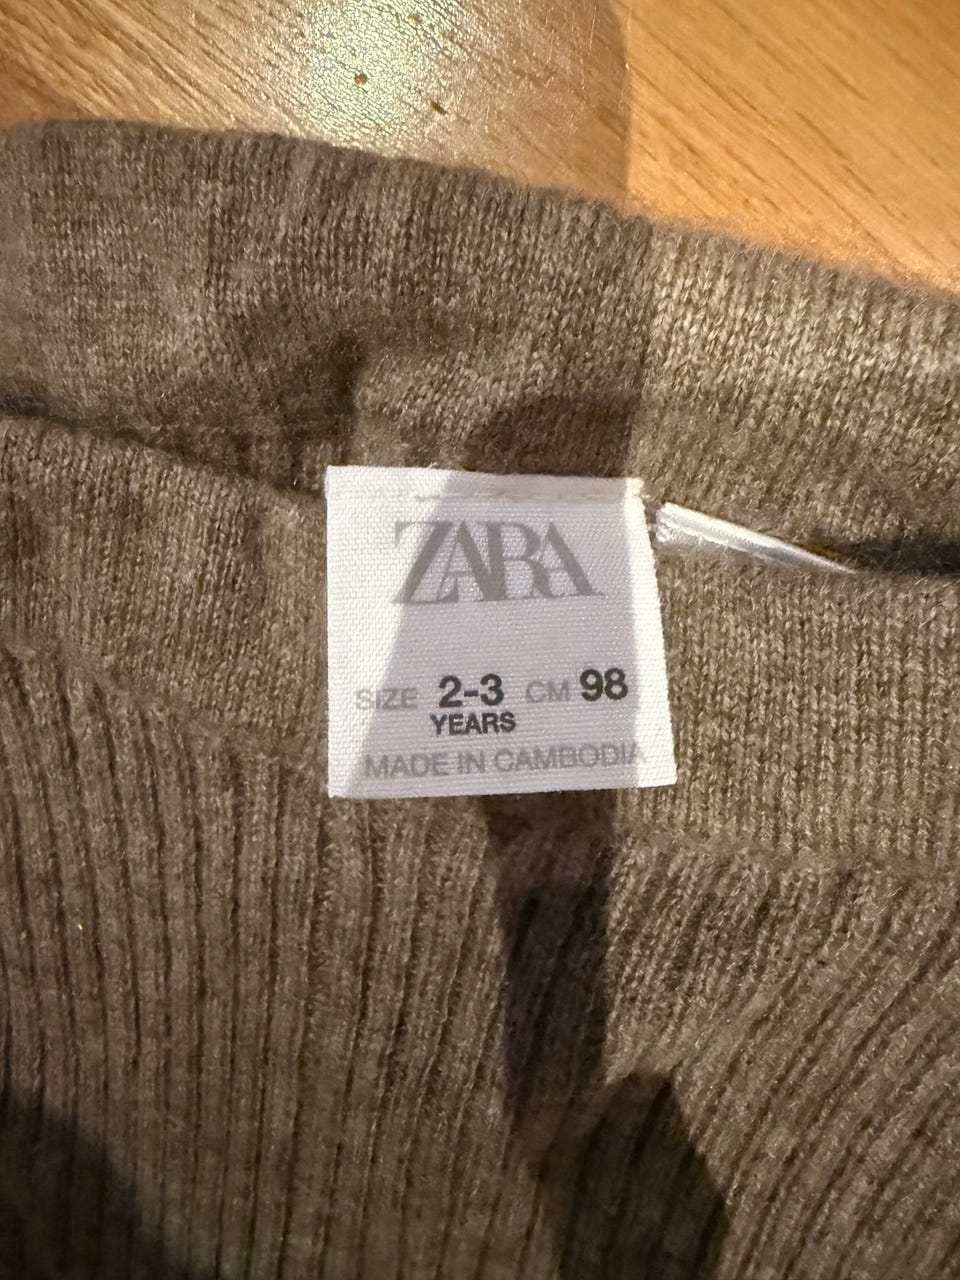 ZARA
SIZE 2-3 CM 98
YEARS
MADE IN CAMBODIA